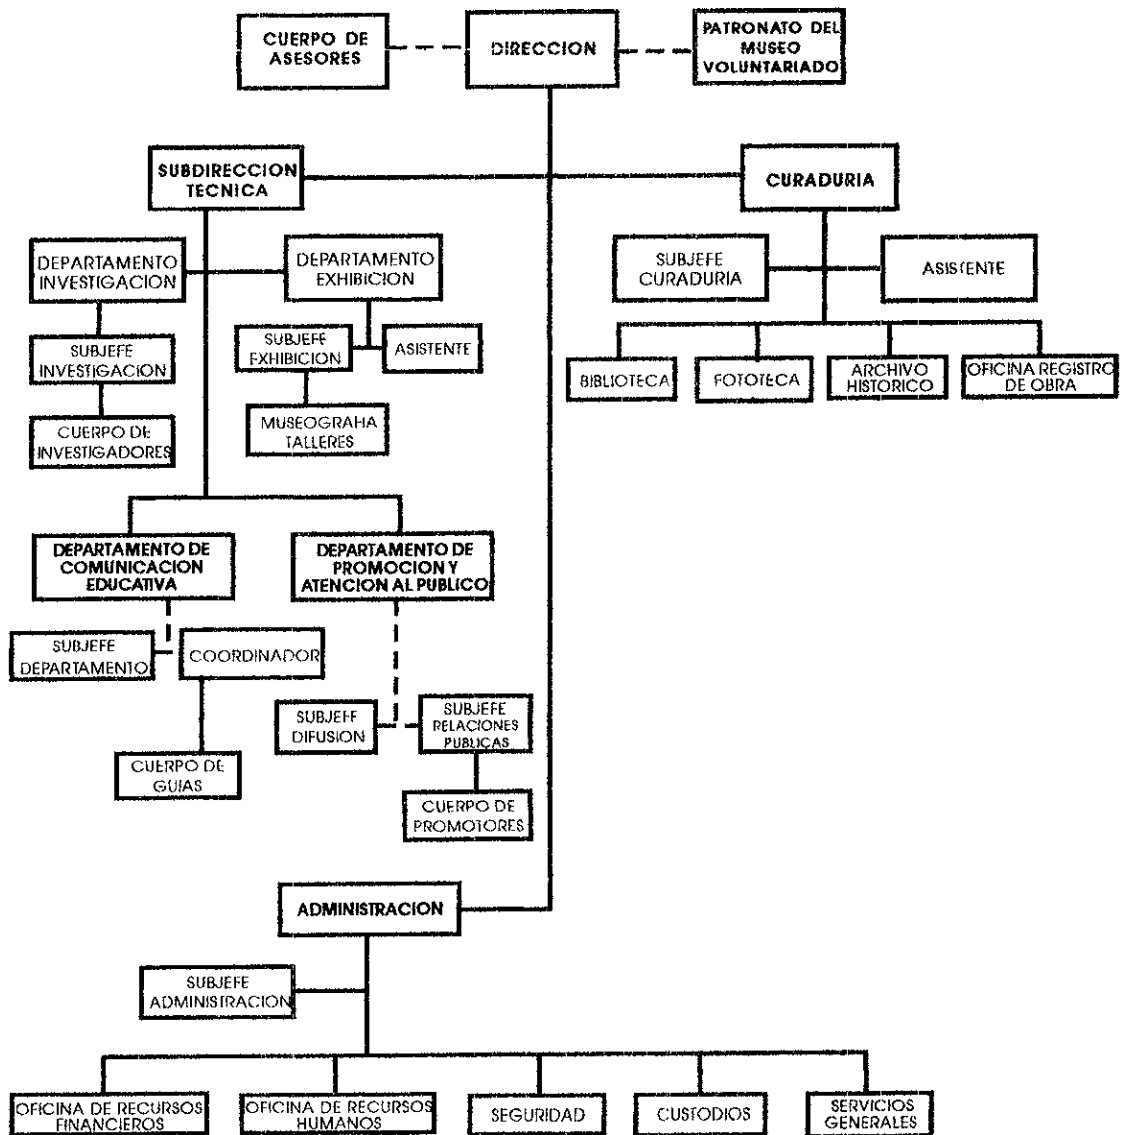 CUERPO DE
ASESORES
DIRECCION
PATRONATO DEL
MUSEO
VOLUNTARIADO
SUBDIRECCION
TECNICA
CURADURIA
DEPARTAMENTO
INVESTIGACION
DEPARTAMENTO
EXHIBICION
SUBJEFE
CURADURIA
ASISTENTE
SUBJEFE
INVESTIGACION
SUBJEFE
EXHIBICION
ASISTENTE
BIBLIOTECA
FOTOTECA
ARCHIVO
HISTORICO
OFICINA REGISTRO
DE OBRA
CUERPO DE
INVESTIGADORES
MUSEOGRAHA
TALLERES
DEPARTAMENTO DE
COMUNICACION
EDUCATIVA
DEPARTAMENTO DE
PROMOCION Y
ATENCION AL PUBLICO
SUBJEFE
DEPARTAMENTO
COORDINADOR
SUBJEFE
DIFUSION
SUBJEFE
RELACIONES
PUBLICAS
CUERPO DE
GUIAS
CUERPO DE
PROMOTORES
ADMINISTRACION
SUBJEFE
ADMINISTRACION
OFICINA DE RECURSOS
FINANCIEROS
OFICINA DE RECURSOS
HUMANOS
SEGURIDAD
CUSTODIOS
SERVICIOS
GENERALES